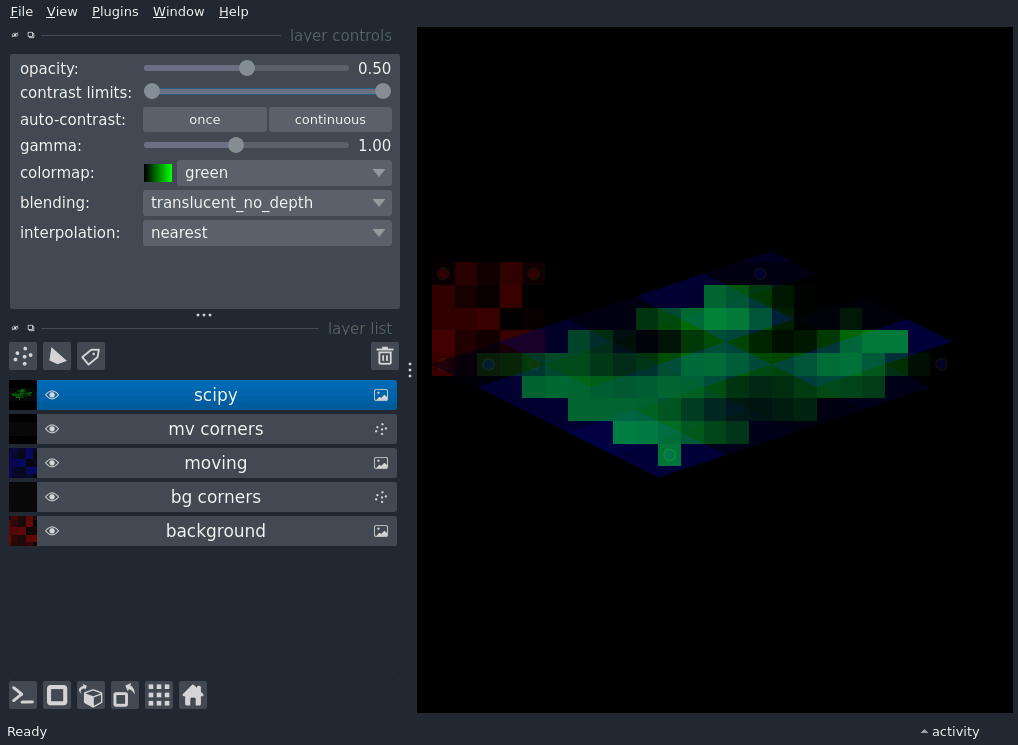 File View Plugins Window Help
layer controls
opacity: 0.50
contrast limits:
auto-contrast: once continuous
gamma: 1.00
colormap: green
blending: translucent_no_depth
interpolation: nearest
layer list
scipy
mv corners
moving
bg corners
background
Ready activity